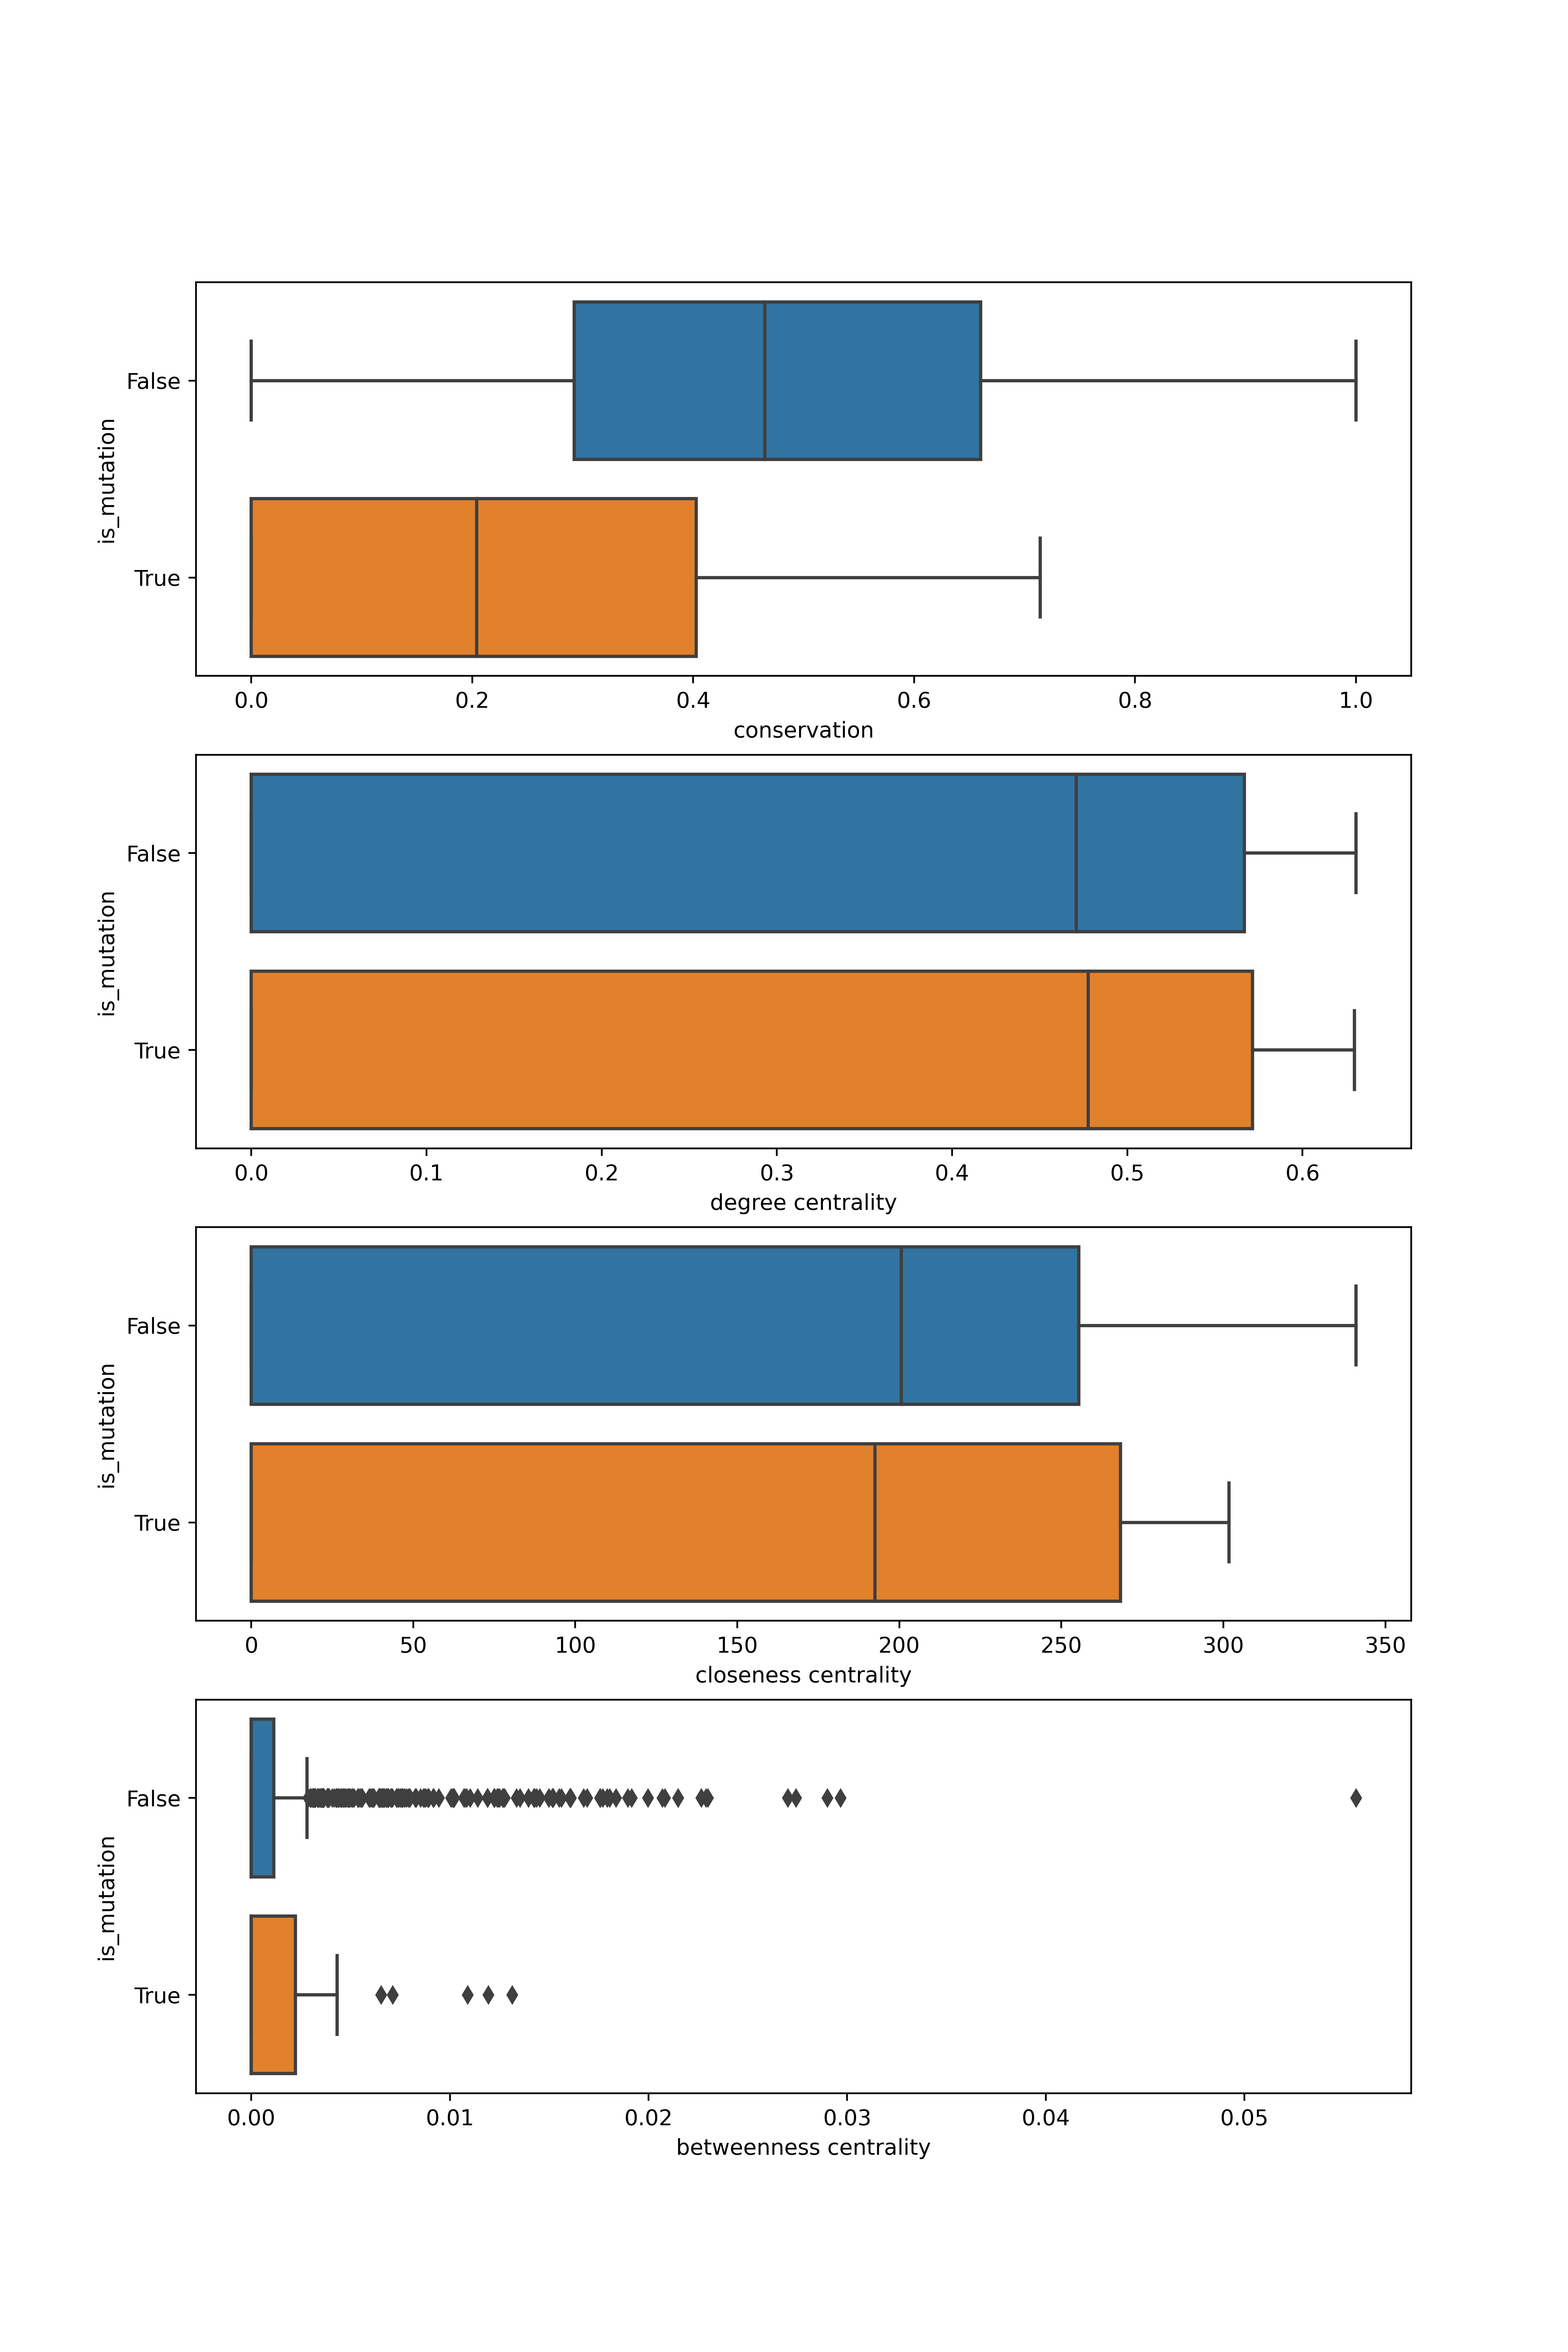 is_mutation
False
True
0.0 0.2 0.4 0.6 0.8 1.0
conservation
is_mutation
False
True
0.0 0.1 0.2 0.3 0.4 0.5 0.6
degree centrality
is_mutation
False
True
0 50 100 150 200 250 300 350
closeness centrality
is_mutation
False
True
0.00 0.01 0.02 0.03 0.04 0.05
betweenness centrality